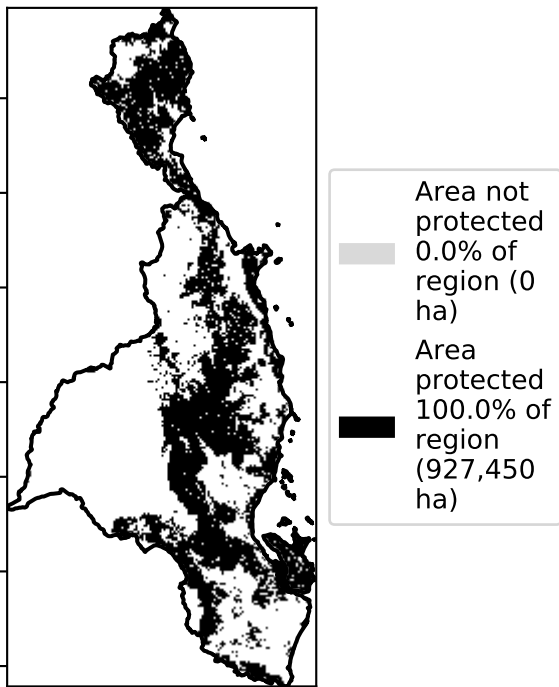 Area not
protected
0.0% of
region (0
ha)
Area
protected
100.0% of
region
(927,450
ha)